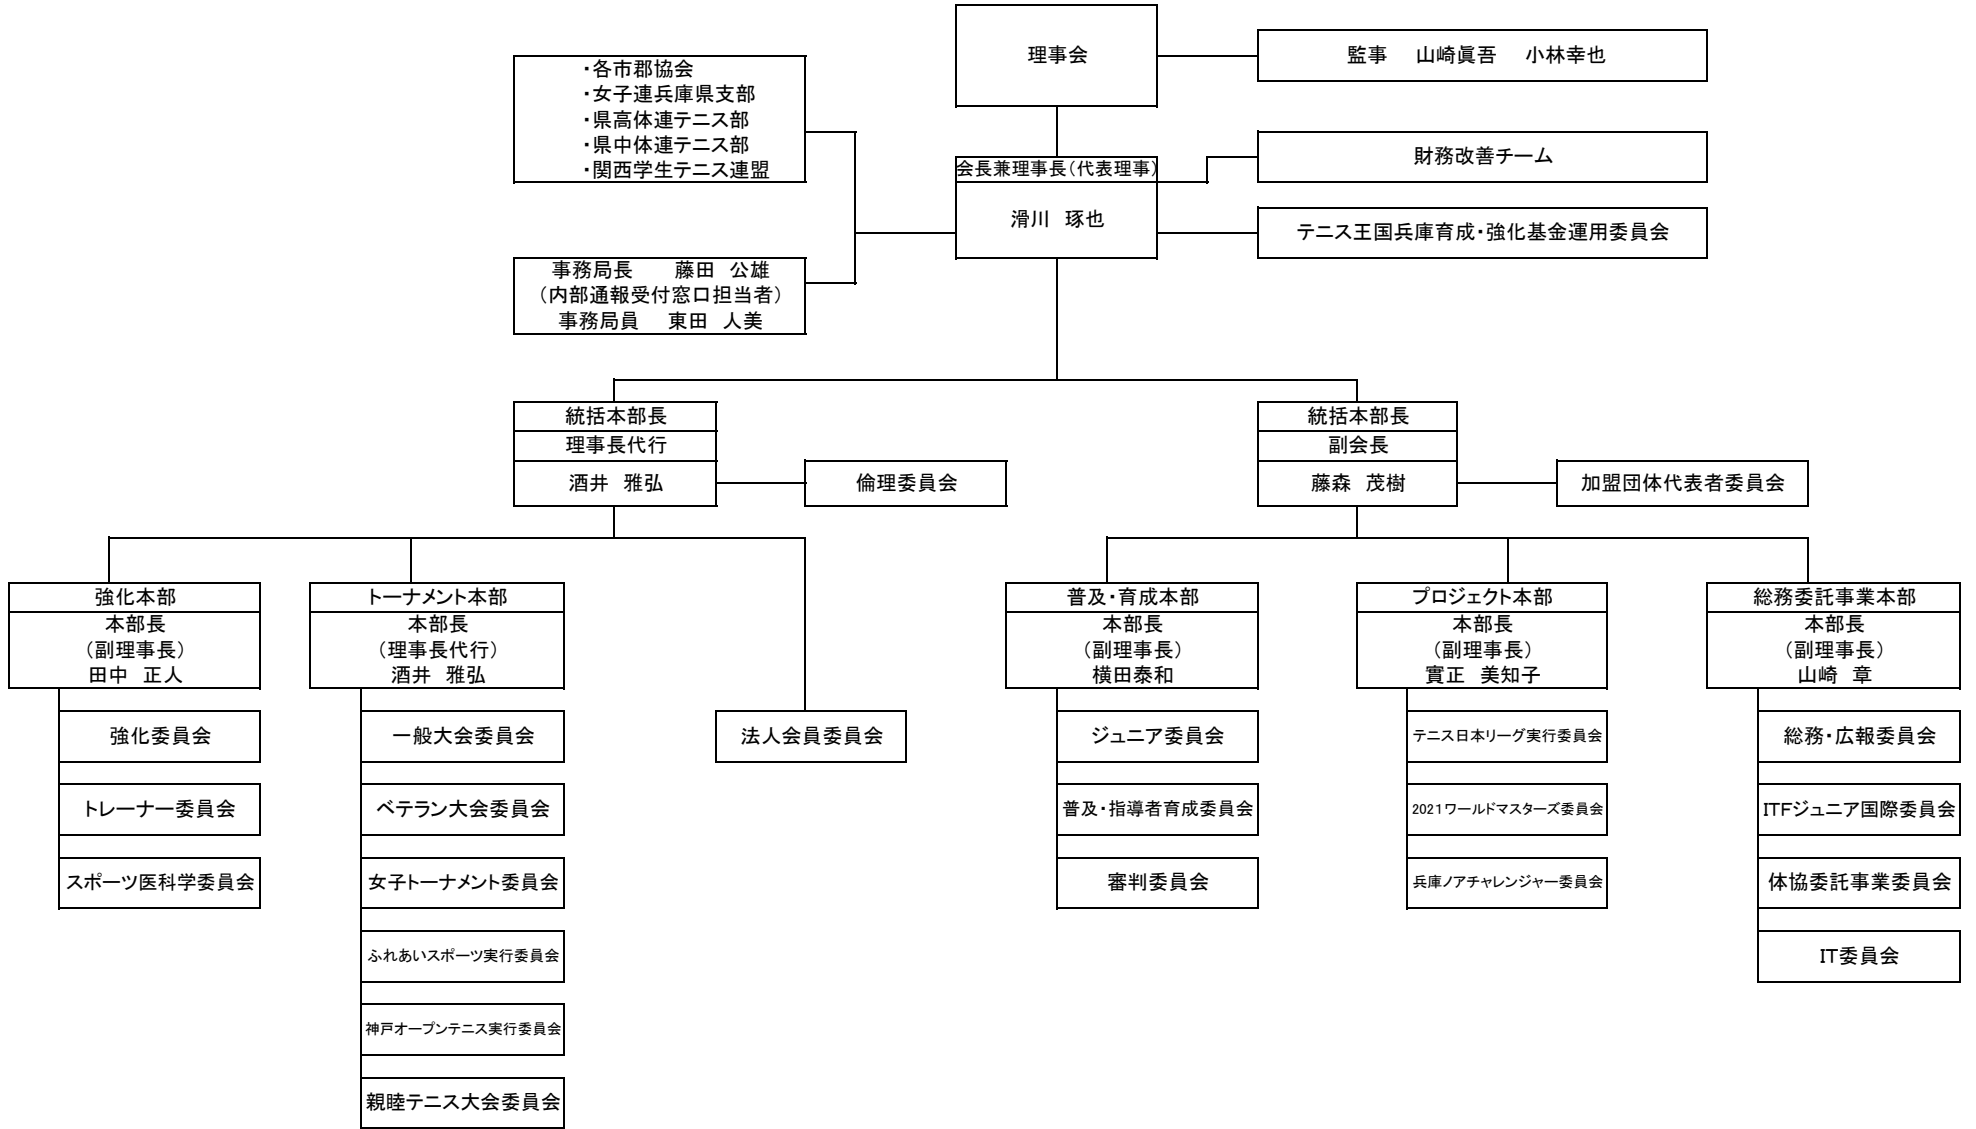 理事会
監事　山崎眞吾　小林幸也
・各市郡協会
・女子連兵庫県支部
・県高体連テニス部
・県中体連テニス部
・関西学生テニス連盟
会長兼理事長（代表理事）
滑川　琢也
財務改善チーム
テニス王国兵庫育成・強化基金運用委員会
事務局長　藤田　公雄
（内部通報受付窓口担当者）
事務局員　東田　人美
統括本部長
理事長代行
酒井　雅弘
倫理委員会
統括本部長
副会長
藤森　茂樹
加盟団体代表者委員会
強化本部
本部長
（副理事長）
田中　正人
強化委員会
トレーナー委員会
スポーツ医科学委員会
トーナメント本部
本部長
（理事長代行）
酒井　雅弘
一般大会委員会
ベテラン大会委員会
女子トーナメント委員会
ふれあいスポーツ実行委員会
神戸オープンテニス実行委員会
親睦テニス大会委員会
法人会員委員会
普及・育成本部
本部長
（副理事長）
横田泰和
ジュニア委員会
普及・指導者育成委員会
審判委員会
プロジェクト本部
本部長
（副理事長）
實正　美知子
テニス日本リーグ実行委員会
2021ワールドマスターズ委員会
兵庫ノアチャレンジャー委員会
総務委託事業本部
本部長
（副理事長）
山崎　章
総務・広報委員会
ITFジュニア国際委員会
体協委託事業委員会
IT委員会